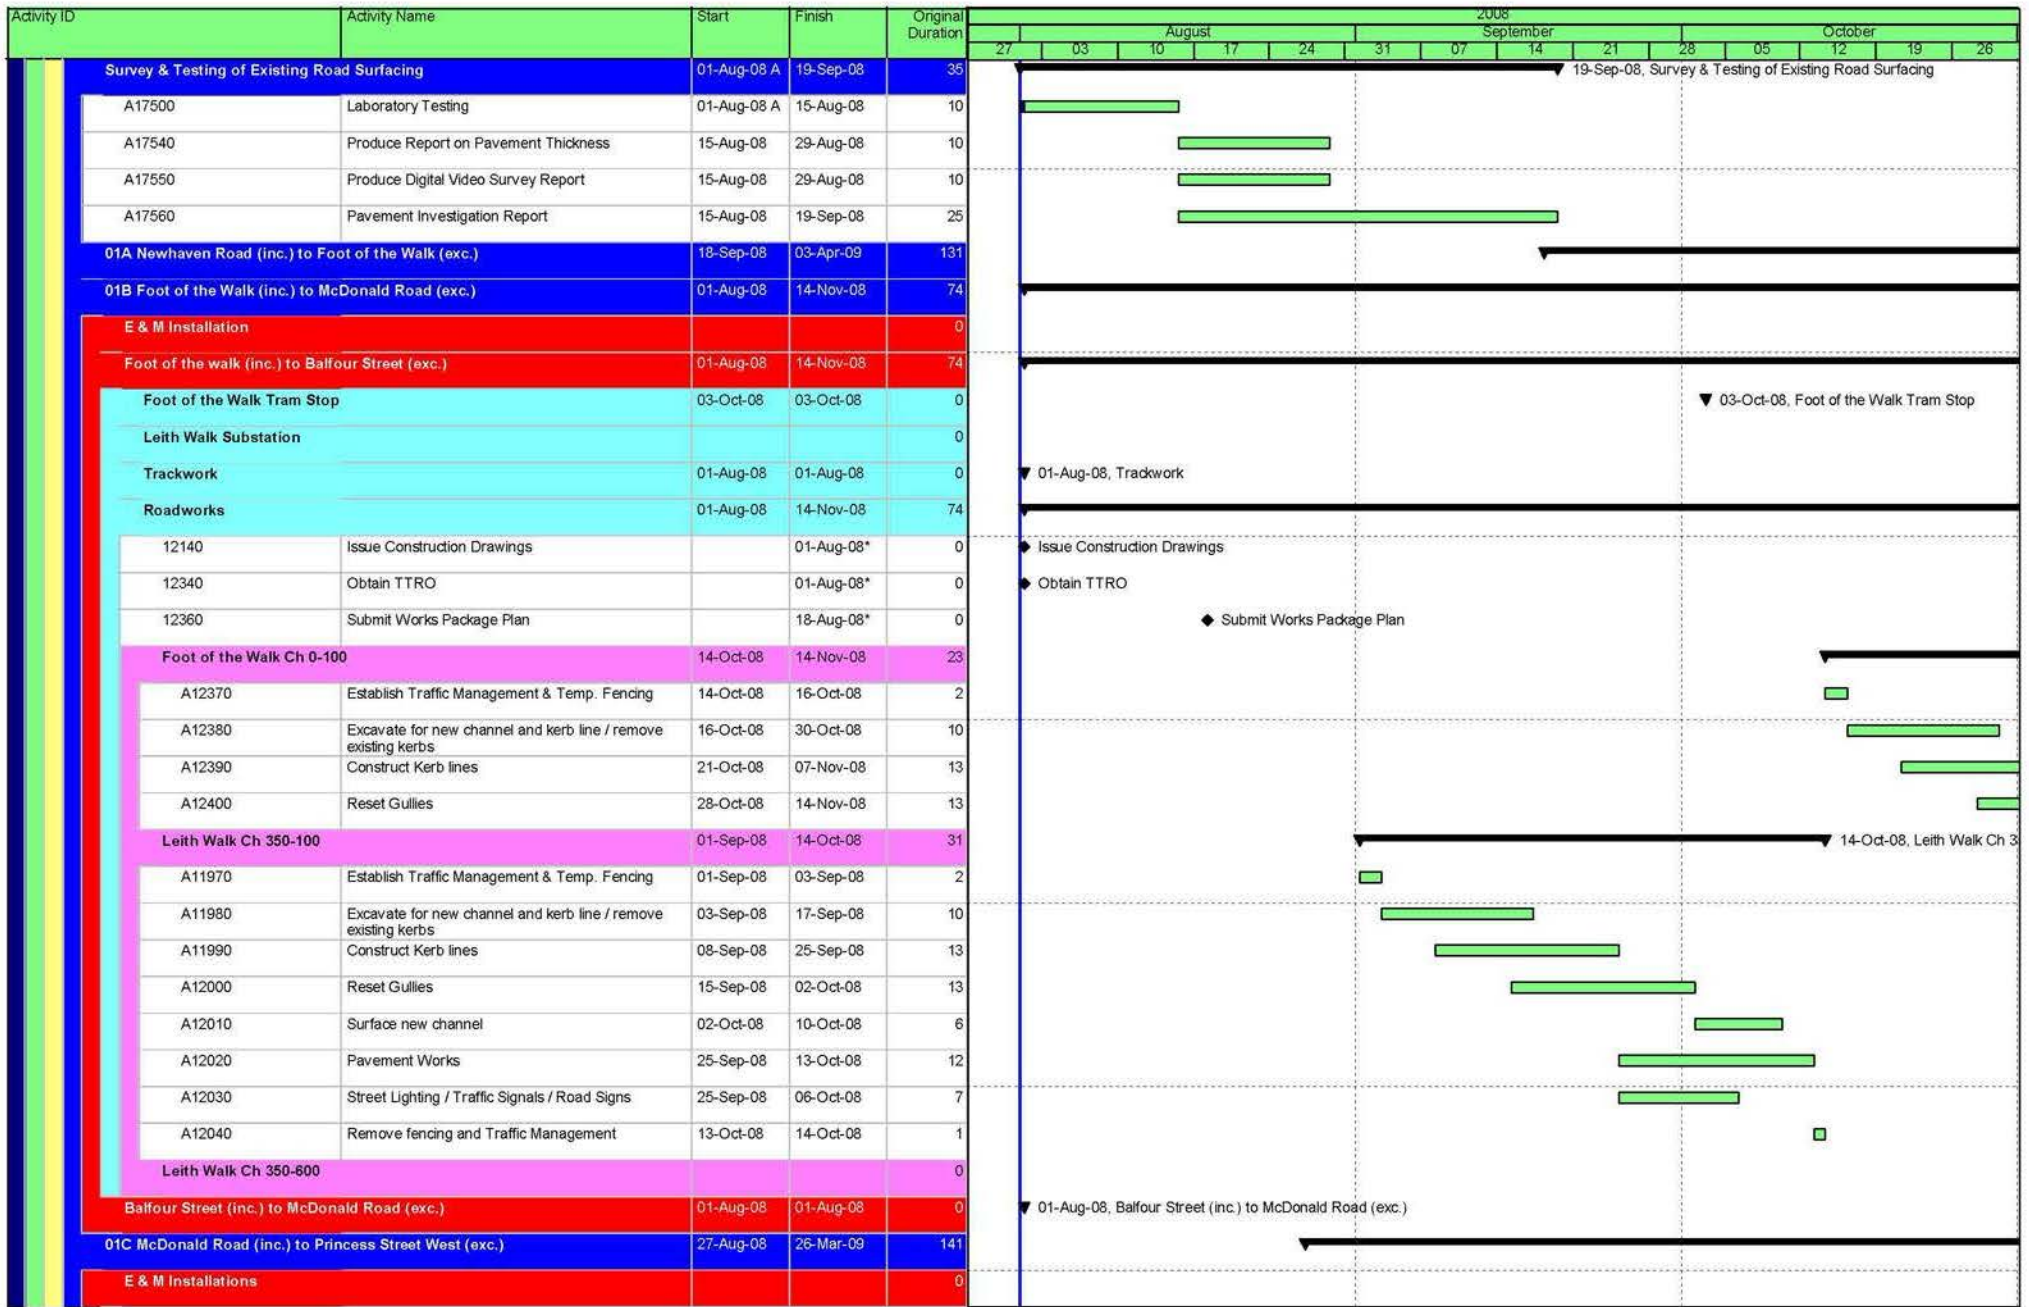 Activity ID Activity Name Start Finish Original Duration 2008
August September October
27 03 10 17 24 31 07 14 21 28 05 12 19 26
Survey & Testing of Existing Road Surfacing 01-Aug-08 A 19-Sep-08 35 19-Sep-08, Survey & Testing of Existing Road Surfacing
A17500 Laboratory Testing 01-Aug-08 A 15-Aug-08 10
A17540 Produce Report on Pavement Thickness 15-Aug-08 29-Aug-08 10
A17550 Produce Digital Video Survey Report 15-Aug-08 29-Aug-08 10
A17560 Pavement Investigation Report 15-Aug-08 19-Sep-08 25
01A Newhaven Road (inc.) to Foot of the Walk (exc.) 18-Sep-08 03-Apr-09 131
01B Foot of the Walk (inc.) to McDonald Road (exc.) 01-Aug-08 14-Nov-08 74
E & M Installation 0
Foot of the walk (inc.) to Balfour Street (exc.) 01-Aug-08 14-Nov-08 74
Foot of the Walk Tram Stop 03-Oct-08 03-Oct-08 0 03-Oct-08, Foot of the Walk Tram Stop
Leith Walk Substation 0
Trackwork 01-Aug-08 01-Aug-08 0 01-Aug-08, Trackwork
Roadworks 01-Aug-08 14-Nov-08 74
12140 Issue Construction Drawings 01-Aug-08* 0 Issue Construction Drawings
12340 Obtain TTRO 01-Aug-08* 0 Obtain TTRO
12360 Submit Works Package Plan 18-Aug-08* 0 Submit Works Package Plan
Foot of the Walk Ch 0-100 14-Oct-08 14-Nov-08 23
A12370 Establish Traffic Management & Temp. Fencing 14-Oct-08 16-Oct-08 2
A12380 Excavate for new channel and kerb line / remove existing kerbs 16-Oct-08 30-Oct-08 10
A12390 Construct Kerb lines 21-Oct-08 07-Nov-08 13
A12400 Reset Gullies 28-Oct-08 14-Nov-08 13
Leith Walk Ch 350-100 01-Sep-08 14-Oct-08 31 14-Oct-08, Leith Walk Ch 3
A11970 Establish Traffic Management & Temp. Fencing 01-Sep-08 03-Sep-08 2
A11980 Excavate for new channel and kerb line / remove existing kerbs 03-Sep-08 17-Sep-08 10
A11990 Construct Kerb lines 08-Sep-08 25-Sep-08 13
A12000 Reset Gullies 15-Sep-08 02-Oct-08 13
A12010 Surface new channel 02-Oct-08 10-Oct-08 6
A12020 Pavement Works 25-Sep-08 13-Oct-08 12
A12030 Street Lighting / Traffic Signals / Road Signs 25-Sep-08 06-Oct-08 7
A12040 Remove fencing and Traffic Management 13-Oct-08 14-Oct-08 1
Leith Walk Ch 350-600 0
Balfour Street (inc.) to McDonald Road (exc.) 01-Aug-08 01-Aug-08 0 01-Aug-08, Balfour Street (inc.) to McDonald Road (exc.)
01C McDonald Road (inc.) to Princess Street West (exc.) 27-Aug-08 26-Mar-09 141
E & M Installations 0